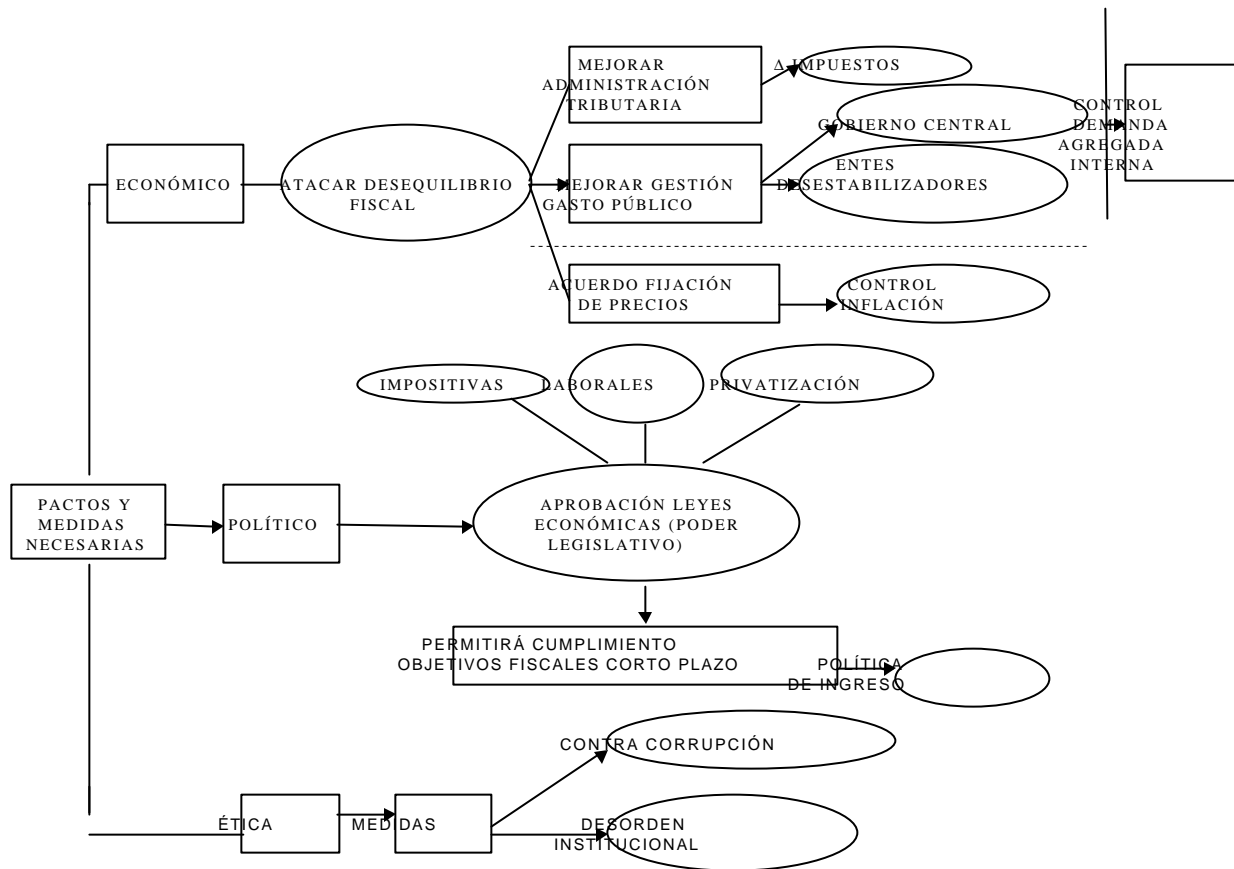 MEJORAR
ADMINISTRACIÓN
TRIBUTARIA
Δ IMPUESTOS
GOBIERNO CENTRAL
CONTROL
DEMANDA
AGREGADA
INTERNA
ECONÓMICO
ATACAR DESEQUILIBRIO
FISCAL
MEJORAR GESTIÓN
GASTO PÚBLICO
ENTES
DESESTABILIZADORES
ACUERDO FIJACIÓN
DE PRECIOS
CONTROL
INFLACIÓN
IMPOSITIVAS
LABORALES
PRIVATIZACIÓN
PACTOS Y
MEDIDAS
NECESARIAS
POLÍTICO
APROBACIÓN LEYES
ECONÓMICAS (PODER
LEGISLATIVO)
PERMITIRÁ CUMPLIMIENTO
OBJETIVOS FISCALES CORTO PLAZO
POLÍTICA
DE INGRESO
CONTRA CORRUPCIÓN
ÉTICA
MEDIDAS
DESORDEN
INSTITUCIONAL